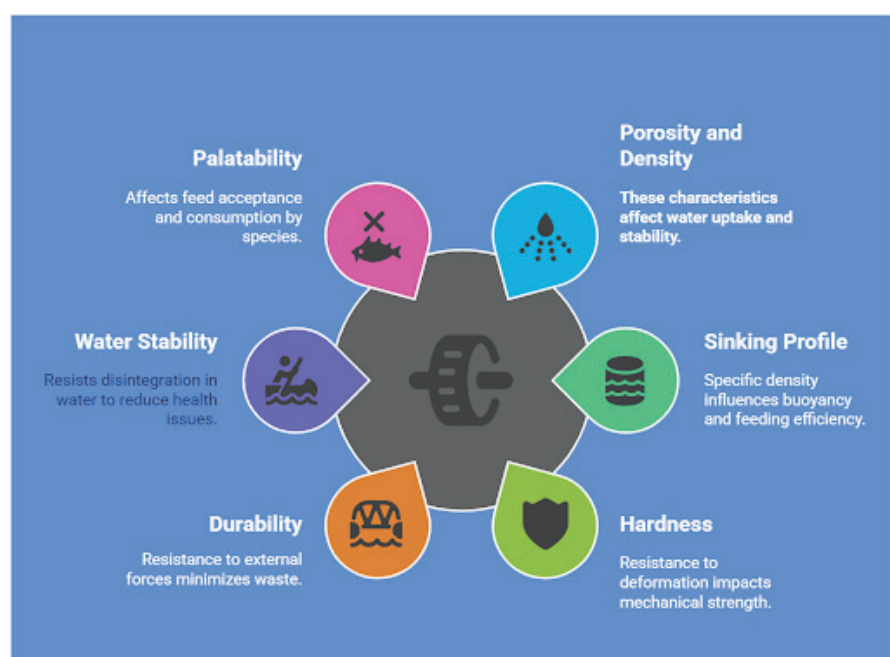 Palatability
Affects feed acceptance
and consumption by
species.
Porosity and
Density
These characteristics
affect water uptake and
stability.
Water Stability
Resists disintegration in
water to reduce health
issues.
Sinking Profile
Specific density
influences buoyancy
and feeding efficiency.
Durability
Resistance to external
forces minimizes waste.
Hardness
Resistance to
deformation impacts
mechanical strength.